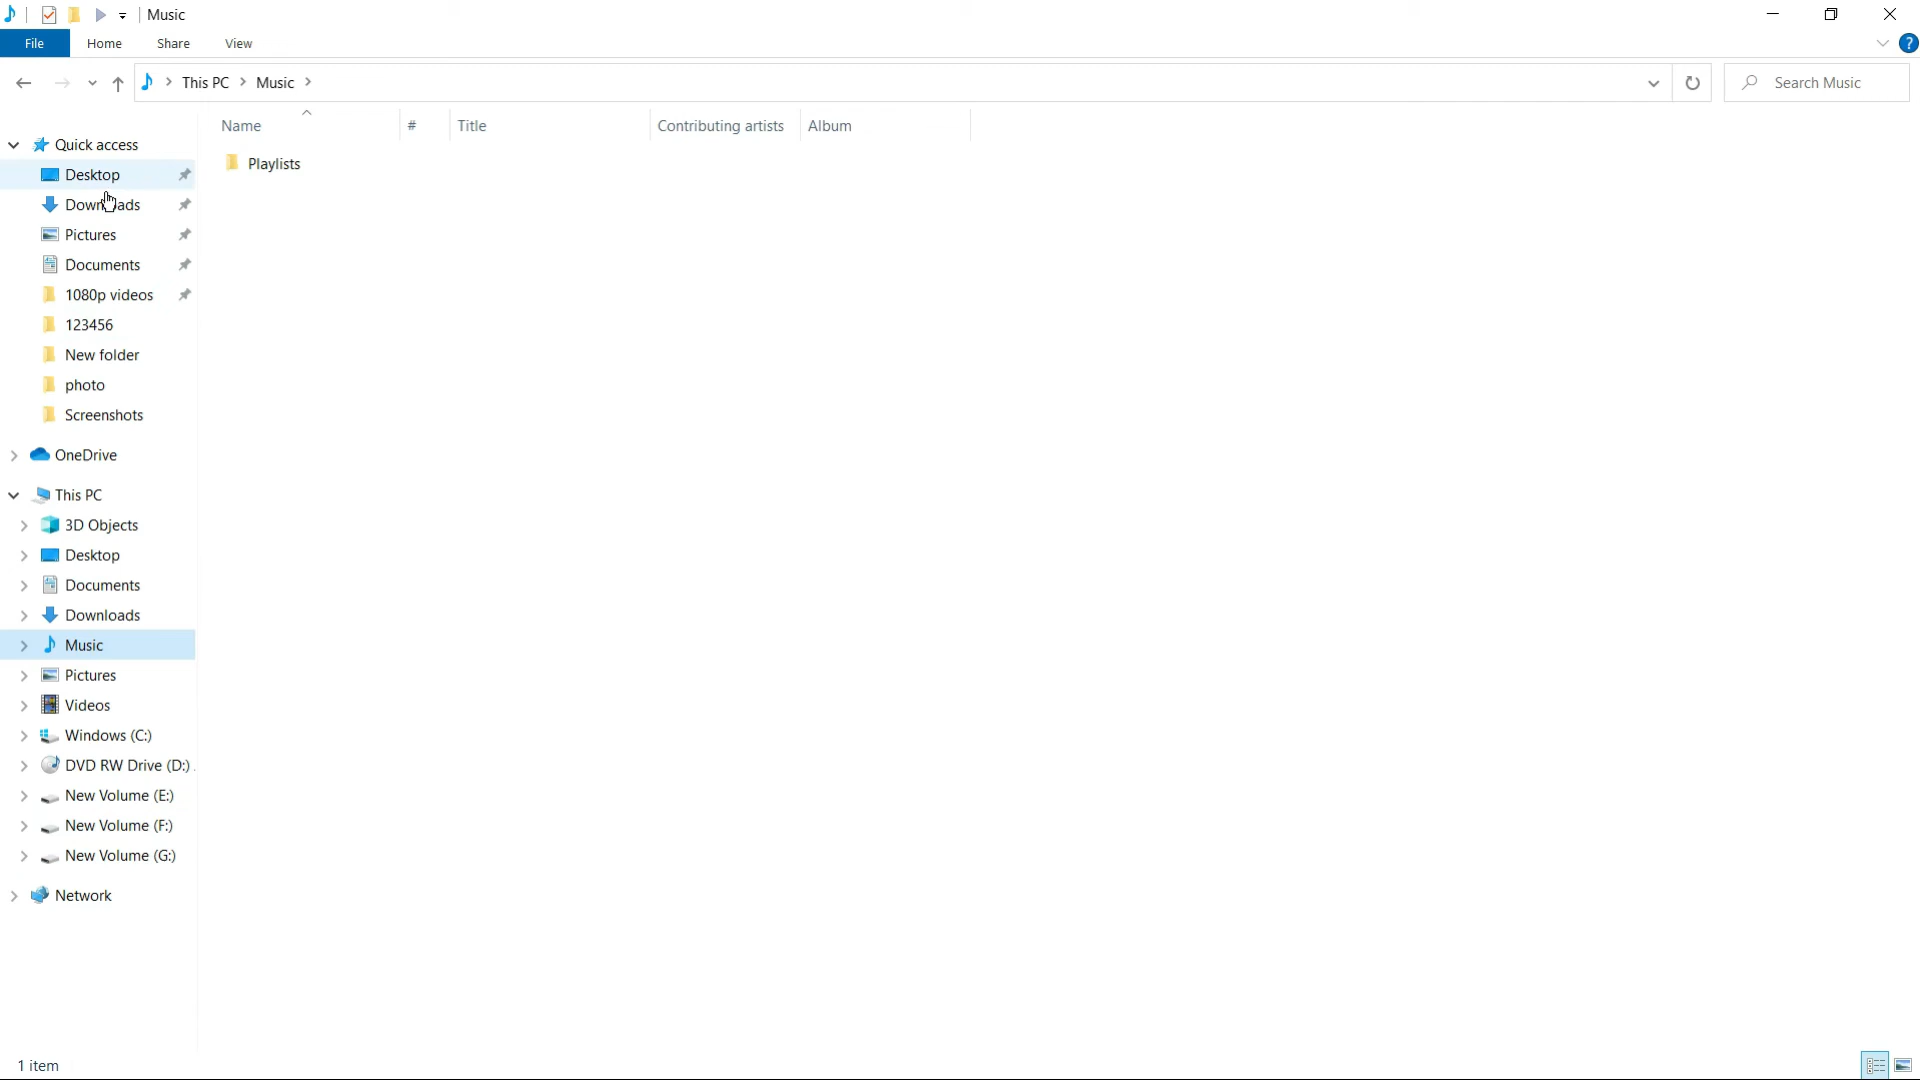 Music
File Home Share View ?
This PC Music Search Music
Name # Title Contributing artists Album
Quick access
Playlists
Desktop
Downloads
Pictures
Documents
1080p videos
123456
New folder
photo
Screenshots
OneDrive
This PC
3D Objects
Desktop
Documents
Downloads
Music
Pictures
Videos
Windows (C:)
DVD RW Drive (D:)
New Volume (E:)
New Volume (F:)
New Volume (G:)
Network
1 item